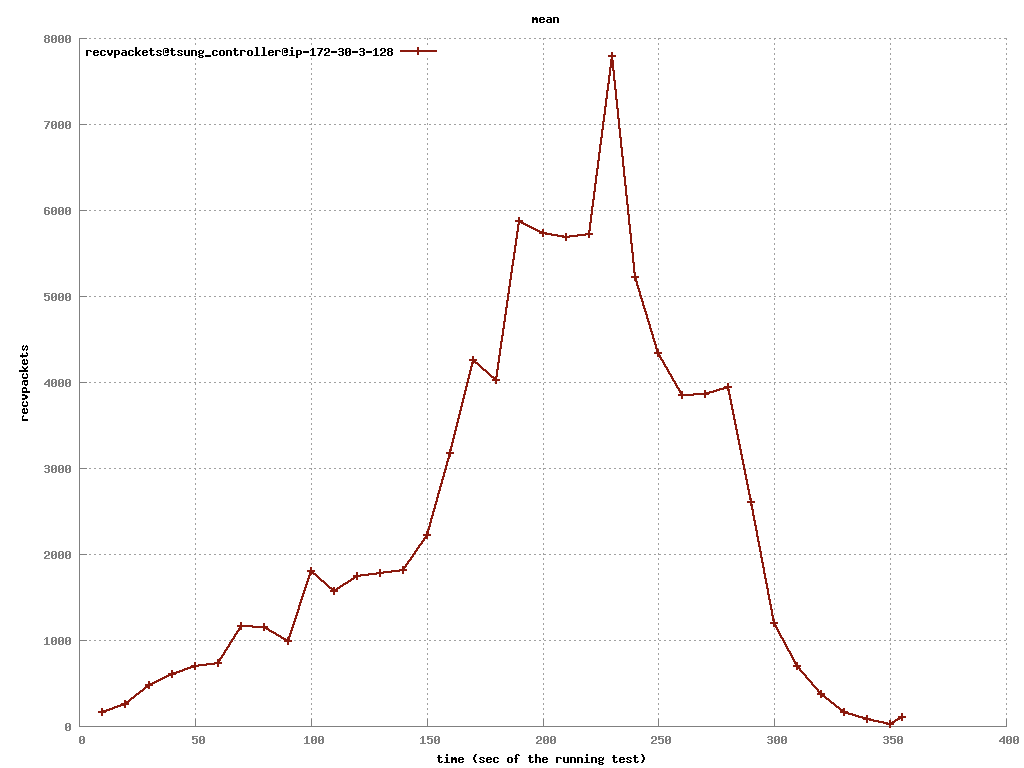 mean
recvpackets@tsung_controller@ip-172-30-3-128
8000
7000
6000
5000
4000
3000
2000
1000
0
recvpackets
0 50 100 150 200 250 300 350 400
time (sec of the running test)